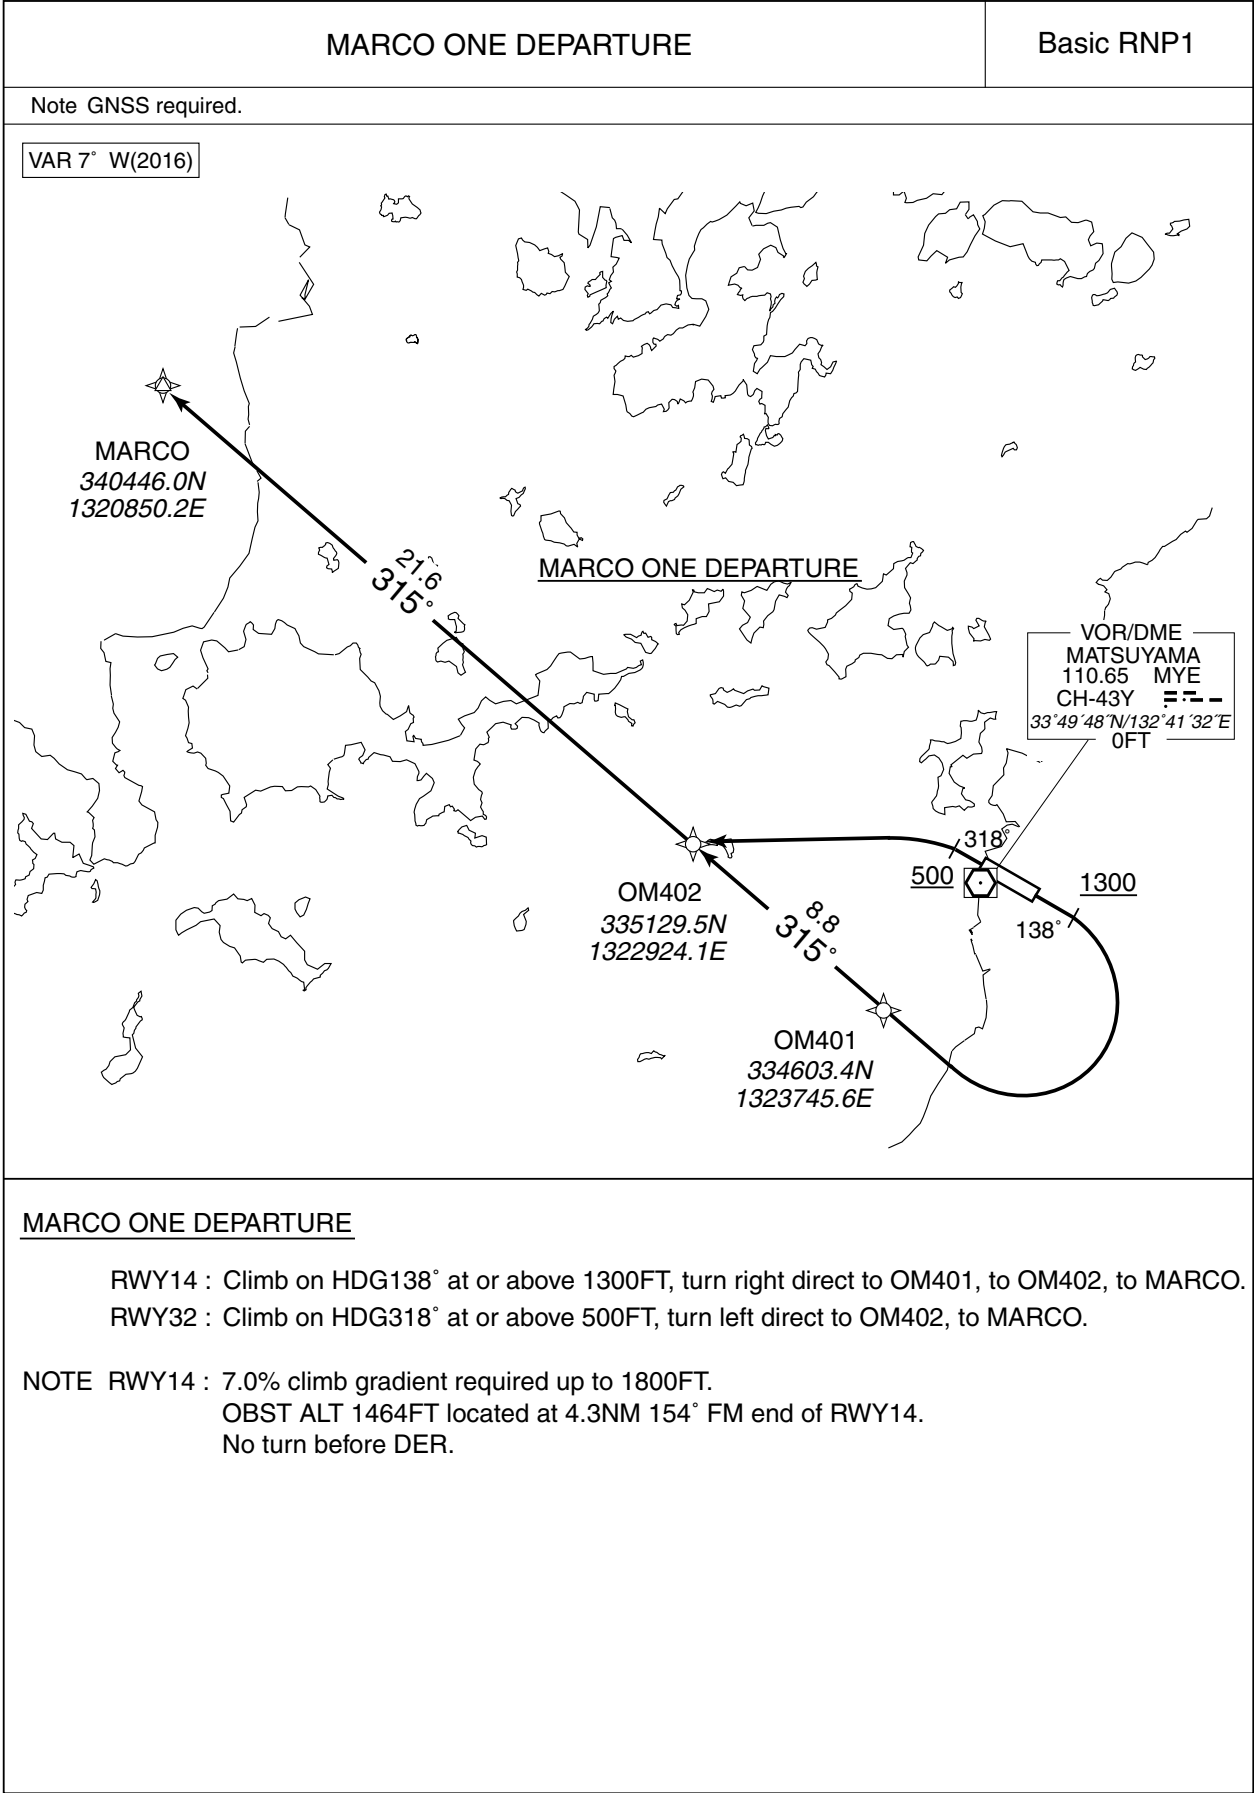 MARCO ONE DEPARTURE
Basic RNP1
Note GNSS required.
VAR 7° W(2016)
MARCO
340446.0N
1320850.2E
21.6
315°
MARCO ONE DEPARTURE
VOR/DME
MATSUYAMA
110.65 MYE
CH-43Y
33°49´48˝N/132°41´32˝E
0FT
318°
500
1300
138°
OM402
335129.5N
1322924.1E
8.8
315°
OM401
334603.4N
1323745.6E
MARCO ONE DEPARTURE
RWY14 : Climb on HDG138° at or above 1300FT, turn right direct to OM401, to OM402, to MARCO.
RWY32 : Climb on HDG318° at or above 500FT, turn left direct to OM402, to MARCO.
NOTE RWY14 : 7.0% climb gradient required up to 1800FT.
OBST ALT 1464FT located at 4.3NM 154° FM end of RWY14.
No turn before DER.